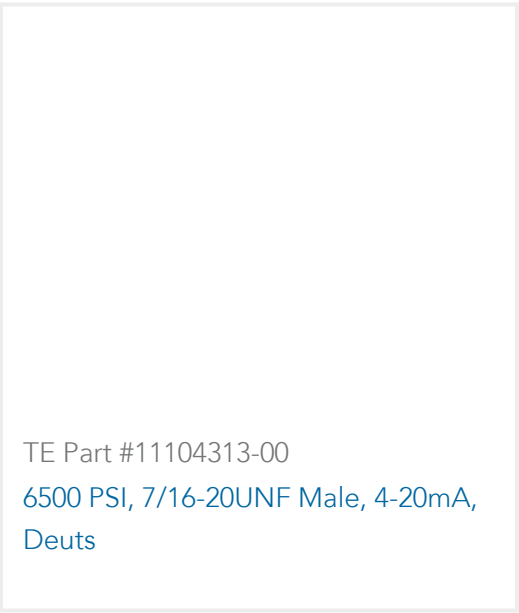 TE Part #11104313-00
6500 PSI, 7/16-20UNF Male, 4-20mA,
Deuts